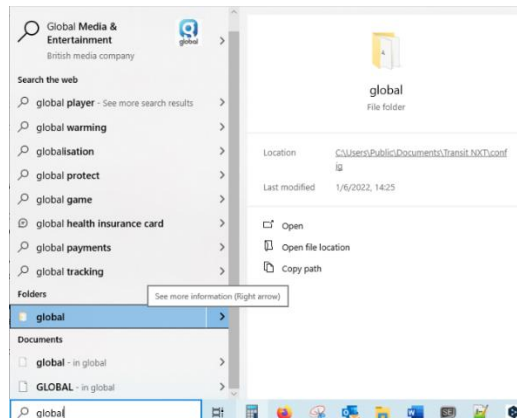 Global Media &
Entertainment
British media company
global
Search the web
global player - See more search results
global warming
globalisation
global protect
global game
global health insurance card
global payments
global tracking
Folders
See more information (Right arrow)
global
Documents
global - in global
GLOBAL - in global
global
global
File folder
Location C:\Users\Public\Documents\Transit NXT\conf
ig
Last modified 1/6/2022, 14:25
Open
Open file location
Copy path